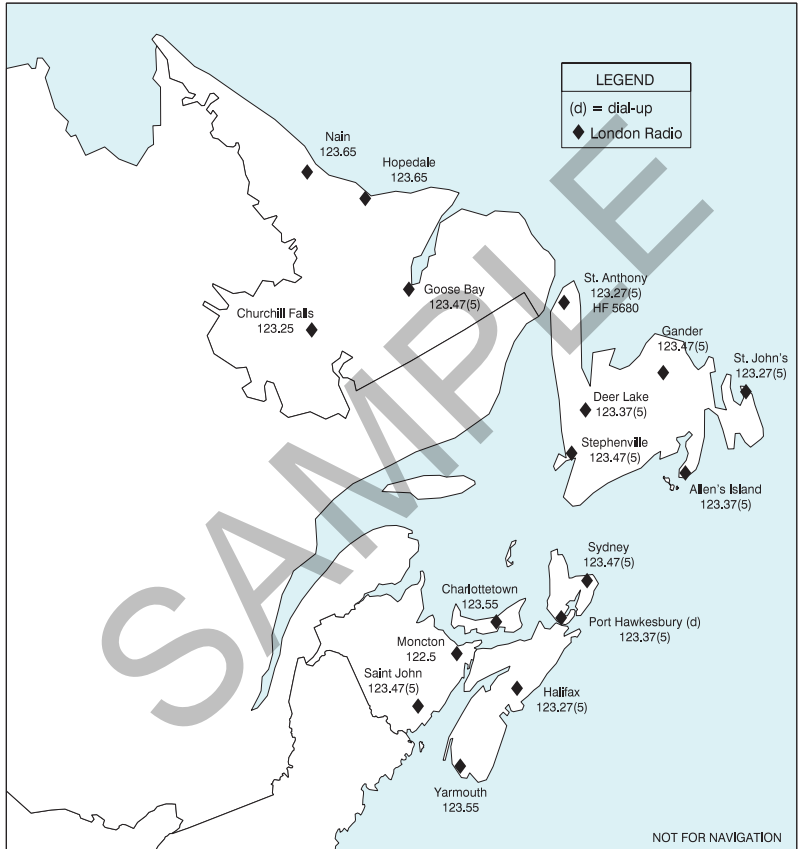 LEGEND
(d) = dial-up
London Radio
Nain
123.65
Hopedale
123.65
Goose Bay
123.47(5)
Churchill Falls
123.25
St. Anthony
123.27(5)
HF 5680
Gander
123.47(5)
St. John's
123.27(5)
Deer Lake
123.37(5)
Stephenville
123.47(5)
Allen's Island
123.37(5)
Sydney
123.47(5)
Charlottetown
123.55
Port Hawkesbury (d)
123.37(5)
Moncton
122.5
Saint John
123.47(5)
Halifax
123.27(5)
Yarmouth
123.55
SAMPLE
NOT FOR NAVIGATION